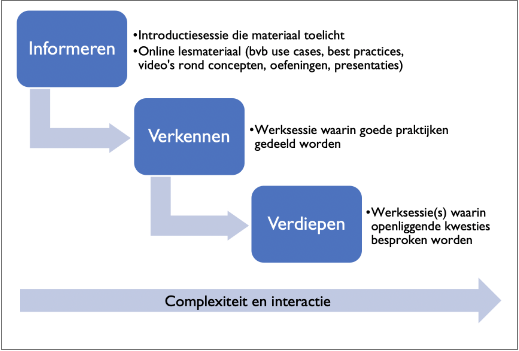 Informeren
•Introductiesessie die materiaal toelicht
•Online lesmateriaal (bvb use cases, best practices,
video's rond concepten, oefeningen, presentaties)
Verkennen
•Werksessie waarin goede praktijken
gedeeld worden
Verdiepen
•Werksessie(s) waarin
openliggende kwesties
besproken worden
Complexiteit en interactie